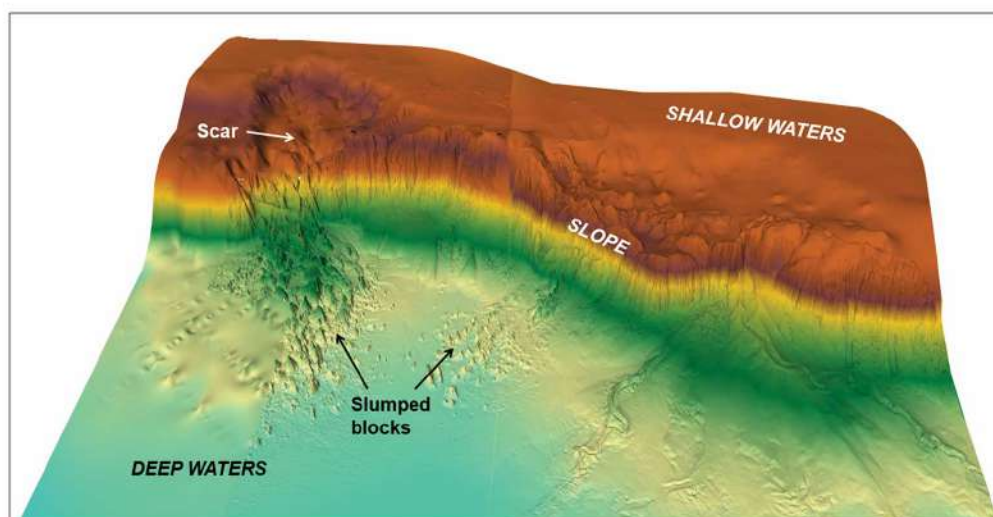 SHALLOW WATERS
Scar
SLOPE
Slumped
blocks
DEEP WATERS